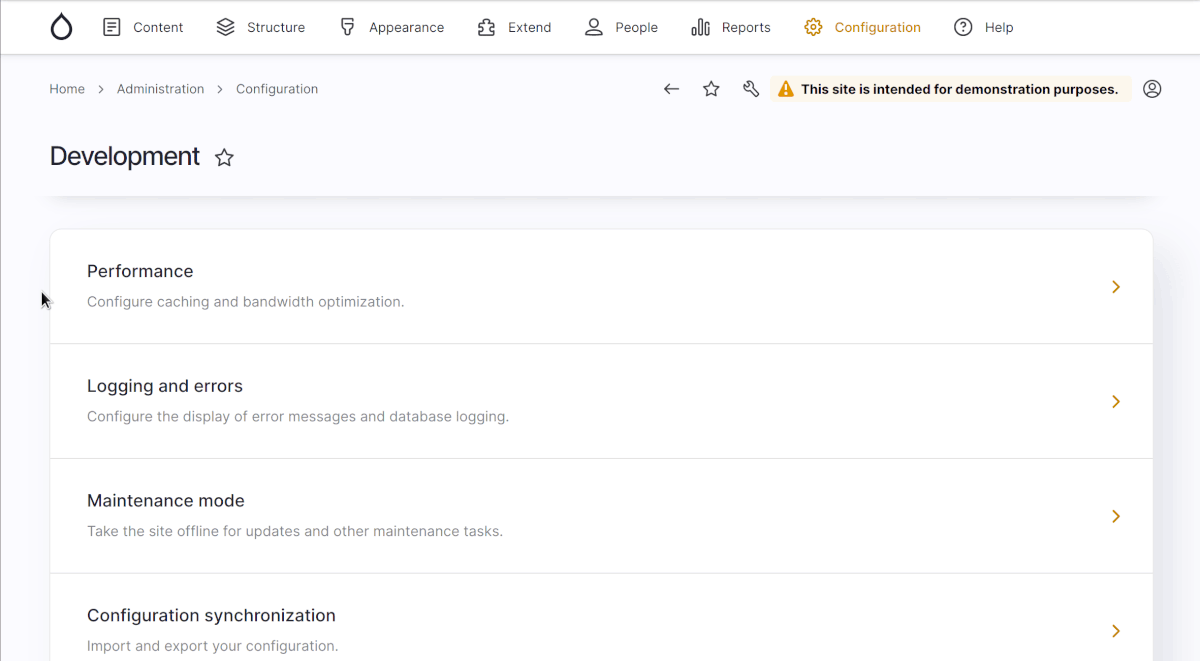 Content Structure Appearance Extend People Reports Configuration Help
Home Administration Configuration This site is intended for demonstration purposes.
Development
Performance
Configure caching and bandwidth optimization.
Logging and errors
Configure the display of error messages and database logging.
Maintenance mode
Take the site offline for updates and other maintenance tasks.
Configuration synchronization
Import and export your configuration.